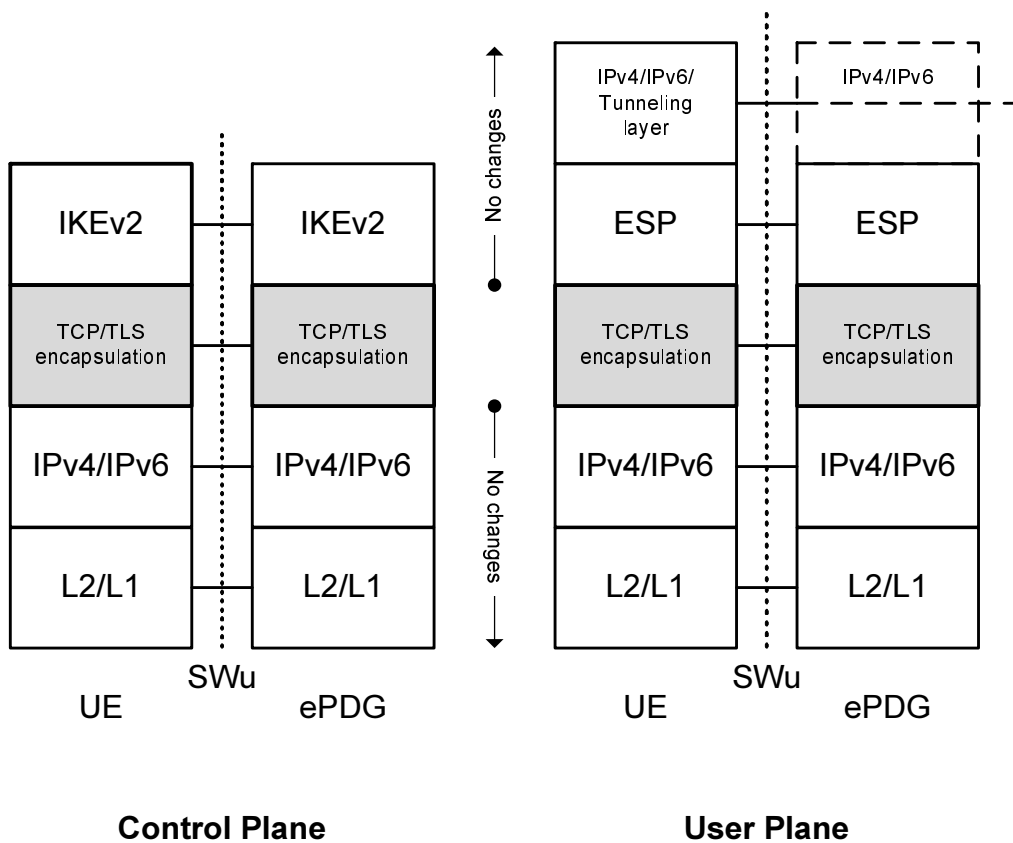 IKEv2
IKEv2
TCP/TLS
encapsulation
TCP/TLS
encapsulation
IPv4/IPv6
IPv4/IPv6
L2/L1
L2/L1
SWu
UE
ePDG
Control Plane
No changes
No changes
IPv4/IPv6/
Tunneling
layer
IPv4/IPv6
ESP
ESP
TCP/TLS
encapsulation
TCP/TLS
encapsulation
IPv4/IPv6
IPv4/IPv6
L2/L1
L2/L1
SWu
UE
ePDG
User Plane